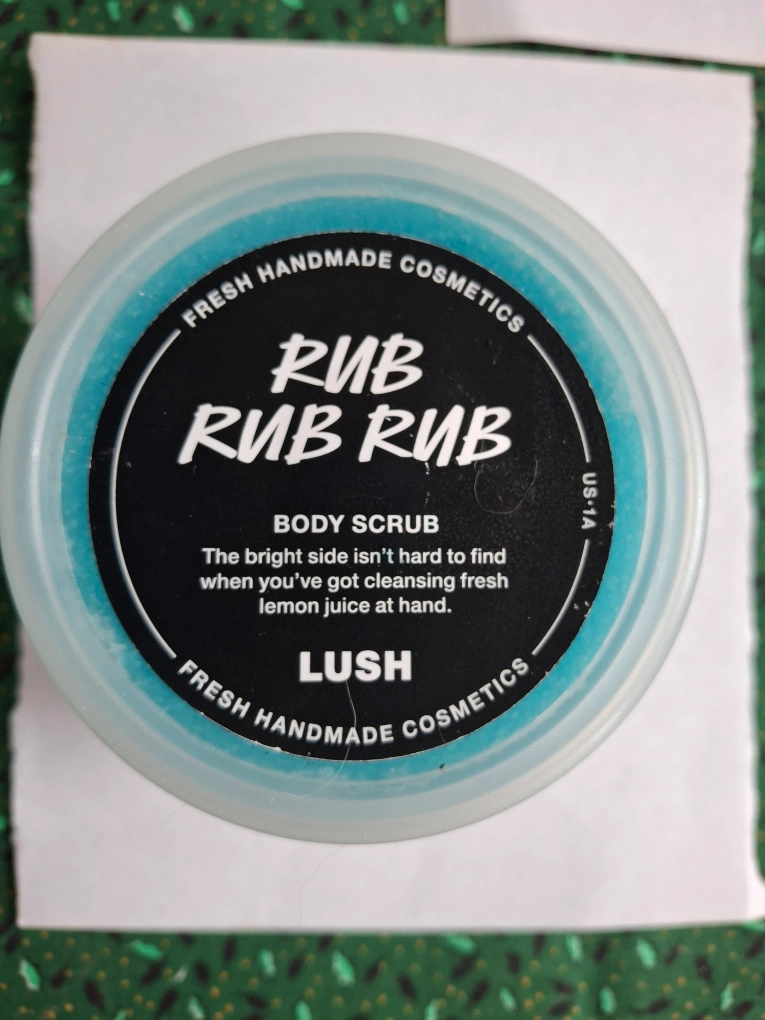 FRESH HANDMADE COSMETICS
RUB
RUB RUB
BODY SCRUB
The bright side isn't hard to find
when you've got cleansing fresh
lemon juice at hand.
LUSH
FRESH HANDMADE COSMETICS
US·1A